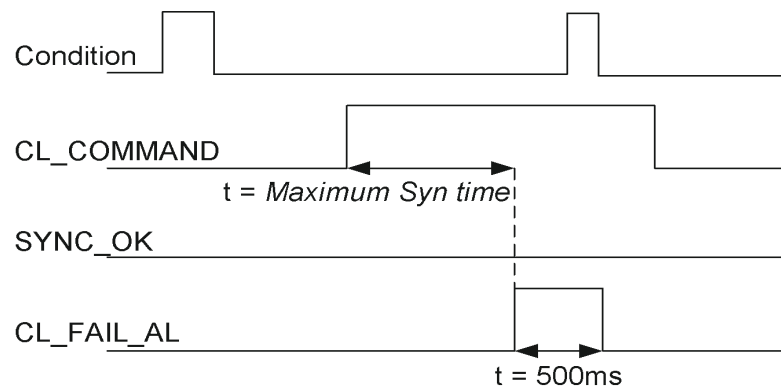 Condition
CL_COMMAND
t = Maximum Syn time
SYNC_OK
CL_FAIL_AL
t = 500ms